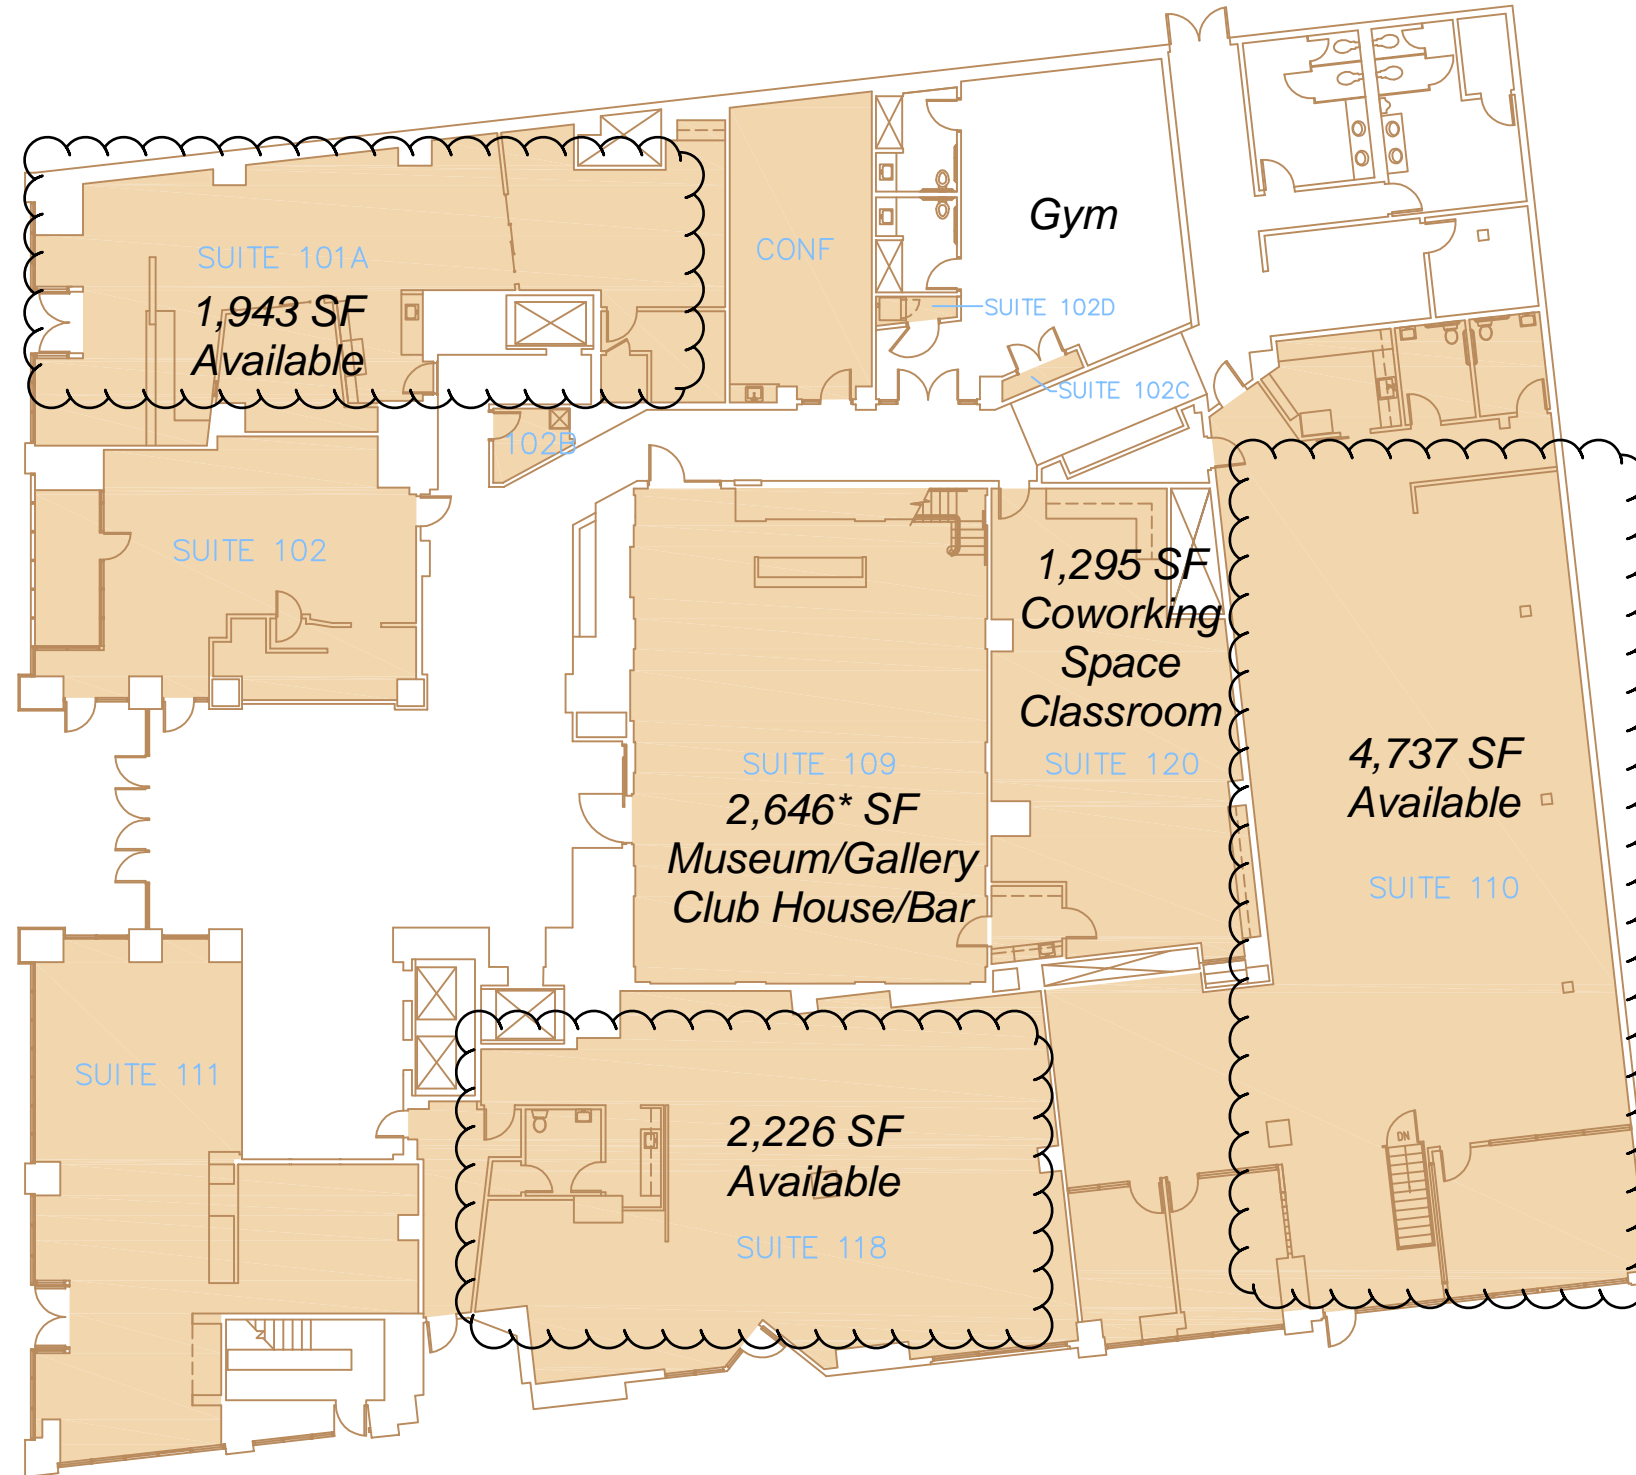 Gym
SUITE 101A
1,943 SF
Available
CONF
SUITE 102D
SUITE 102C
102B
SUITE 102
1,295 SF
Coworking
Space
Classroom
SUITE 120
SUITE 109
2,646* SF
Museum/Gallery
Club House/Bar
4,737 SF
Available
SUITE 110
SUITE 111
2,226 SF
Available
SUITE 118
DN